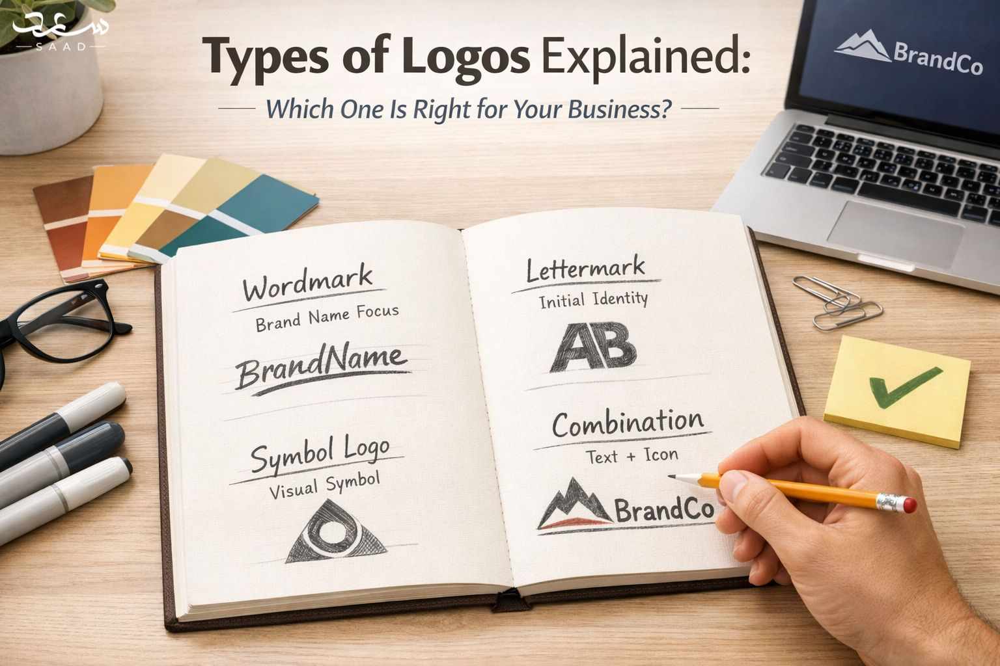 سعد
SAAD
Types of Logos Explained:
Which One Is Right for Your Business?
BrandCo
Wordmark
Brand Name Focus
BrandName
Symbol Logo
Visual Symbol
Lettermark
Initial Identity
AB
Combination
Text + Icon
BrandCo